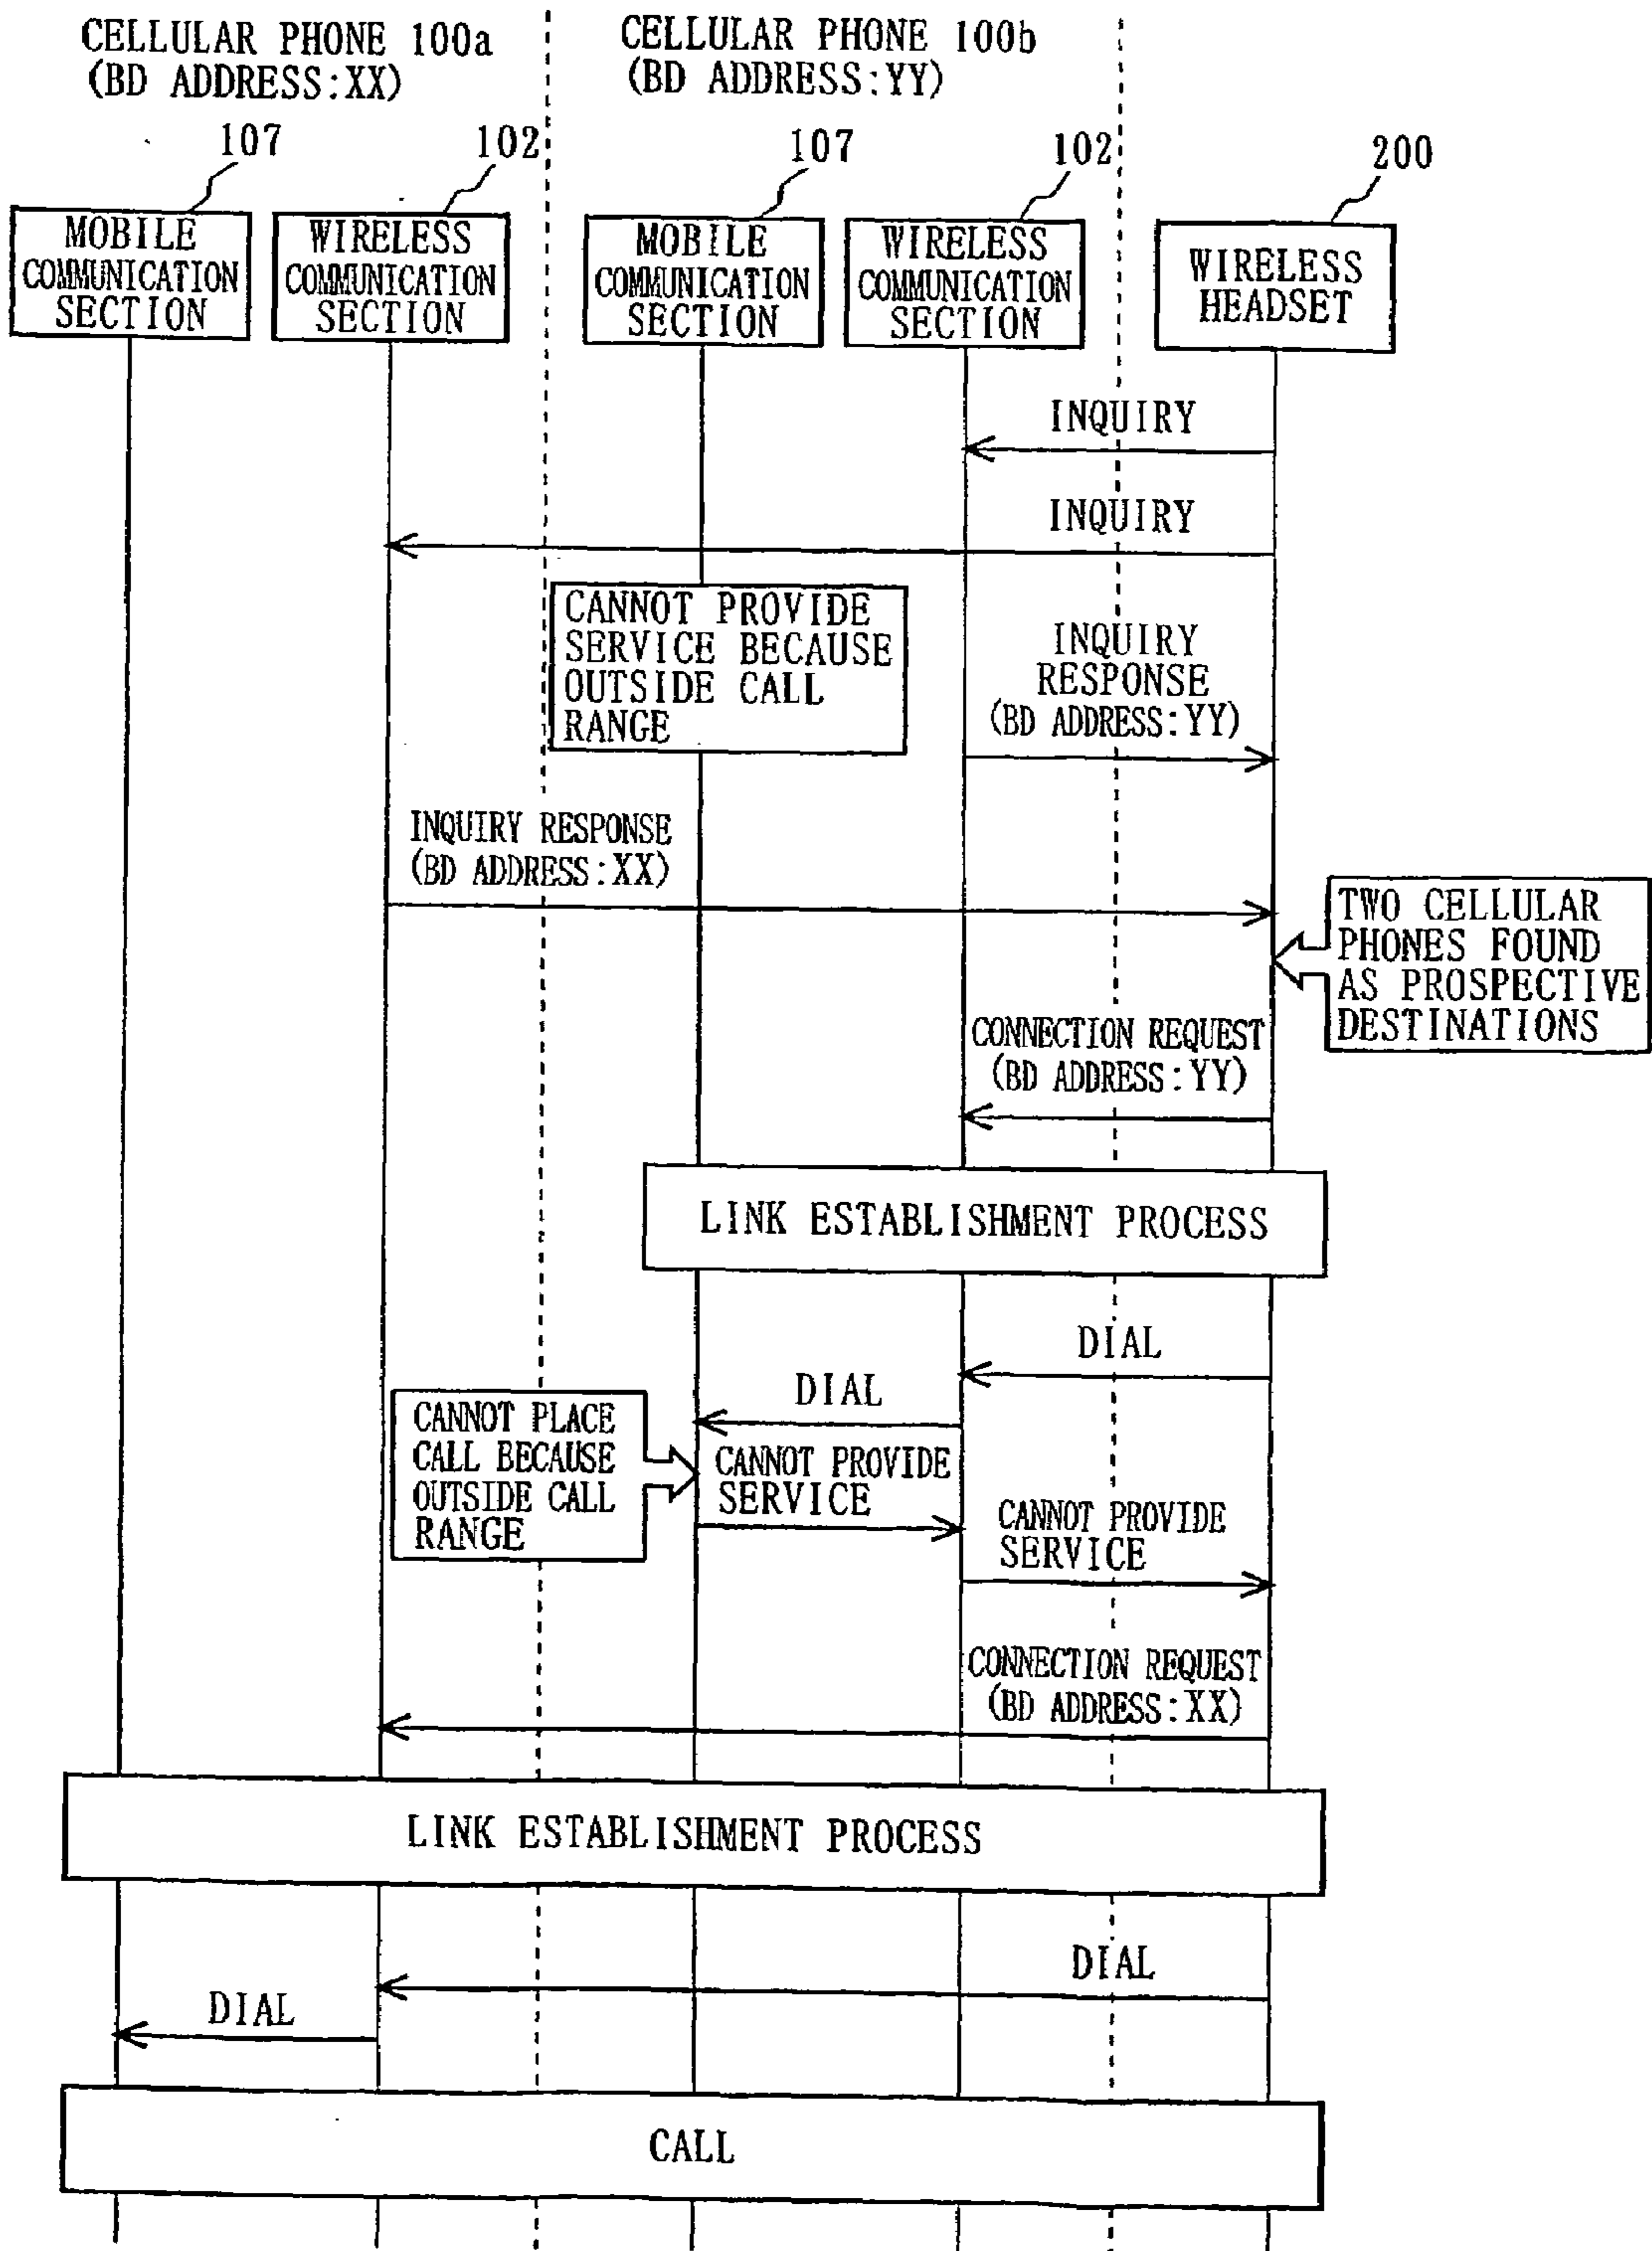 CELLULAR PHONE 100a
(BD ADDRESS:XX)
CELLULAR PHONE 100b
(BD ADDRESS:YY)
107
102
107
102
200
MOBILE
COMMUNICATION
SECTION
WIRELESS
COMMUNICATION
SECTION
MOBILE
COMMUNICATION
SECTION
WIRELESS
COMMUNICATION
SECTION
WIRELESS
HEADSET
INQUIRY
INQUIRY
CANNOT PROVIDE
SERVICE BECAUSE
OUTSIDE CALL
RANGE
INQUIRY
RESPONSE
(BD ADDRESS:YY)
INQUIRY RESPONSE
(BD ADDRESS:XX)
TWO CELLULAR
PHONES FOUND
AS PROSPECTIVE
DESTINATIONS
CONNECTION REQUEST
(BD ADDRESS:YY)
LINK ESTABLISHMENT PROCESS
DIAL
DIAL
CANNOT PLACE
CALL BECAUSE
OUTSIDE CALL
RANGE
CANNOT PROVIDE
SERVICE
CANNOT PROVIDE
SERVICE
CONNECTION REQUEST
(BD ADDRESS:XX)
LINK ESTABLISHMENT PROCESS
DIAL
DIAL
CALL